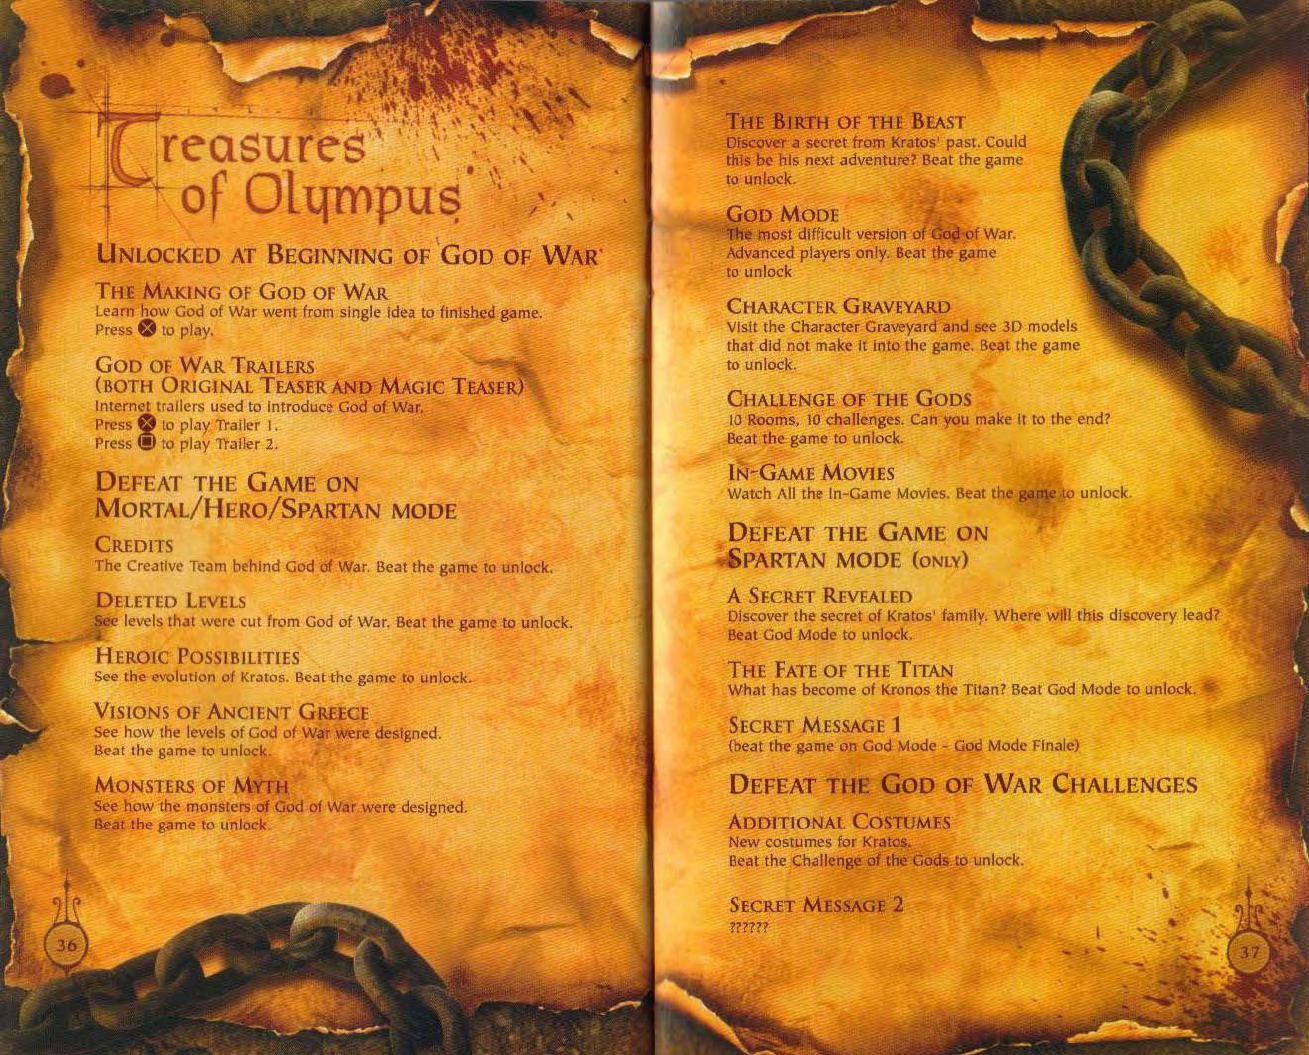 Treasures
of Olympus
UNLOCKED AT BEGINNING OF GOD OF WAR
THE MAKING OF GOD OF WAR
Learn how God of War went from single idea to finished game.
Press ⊗ to play.
GOD OF WAR TRAILERS
(BOTH ORIGINAL TEASER AND MAGIC TEASER)
Internet trailers used to introduce God of War.
Press ⊗ to play Trailer 1.
Press □ to play Trailer 2.
DEFEAT THE GAME ON
MORTAL/HERO/SPARTAN MODE
CREDITS
The Creative Team behind God of War. Beat the game to unlock.
DELETED LEVELS
See levels that were cut from God of War. Beat the game to unlock.
HEROIC POSSIBILITIES
See the evolution of Kratos. Beat the game to unlock.
VISIONS OF ANCIENT GREECE
See how the levels of God of War were designed.
Beat the game to unlock.
MONSTERS OF MYTH
See how the monsters of God of War were designed.
Beat the game to unlock.
36
THE BIRTH OF THE BEAST
Discover a secret from Kratos' past. Could
this be his next adventure? Beat the game
to unlock.
GOD MODE
The most difficult version of God of War.
Advanced players only. Beat the game
to unlock
CHARACTER GRAVEYARD
Visit the Character Graveyard and see 3D models
that did not make it into the game. Beat the game
to unlock.
CHALLENGE OF THE GODS
10 Rooms, 10 challenges. Can you make it to the end?
Beat the game to unlock.
IN-GAME MOVIES
Watch All the In-Game Movies. Beat the game to unlock.
DEFEAT THE GAME ON
SPARTAN MODE (ONLY)
A SECRET REVEALED
Discover the secret of Kratos' family. Where will this discovery lead?
Beat God Mode to unlock.
THE FATE OF THE TITAN
What has become of Kronos the Titan? Beat God Mode to unlock.
SECRET MESSAGE 1
(beat the game on God Mode - God Mode Finale)
DEFEAT THE GOD OF WAR CHALLENGES
ADDITIONAL COSTUMES
New costumes for Kratos.
Beat the Challenge of the Gods to unlock.
SECRET MESSAGE 2
??????
37